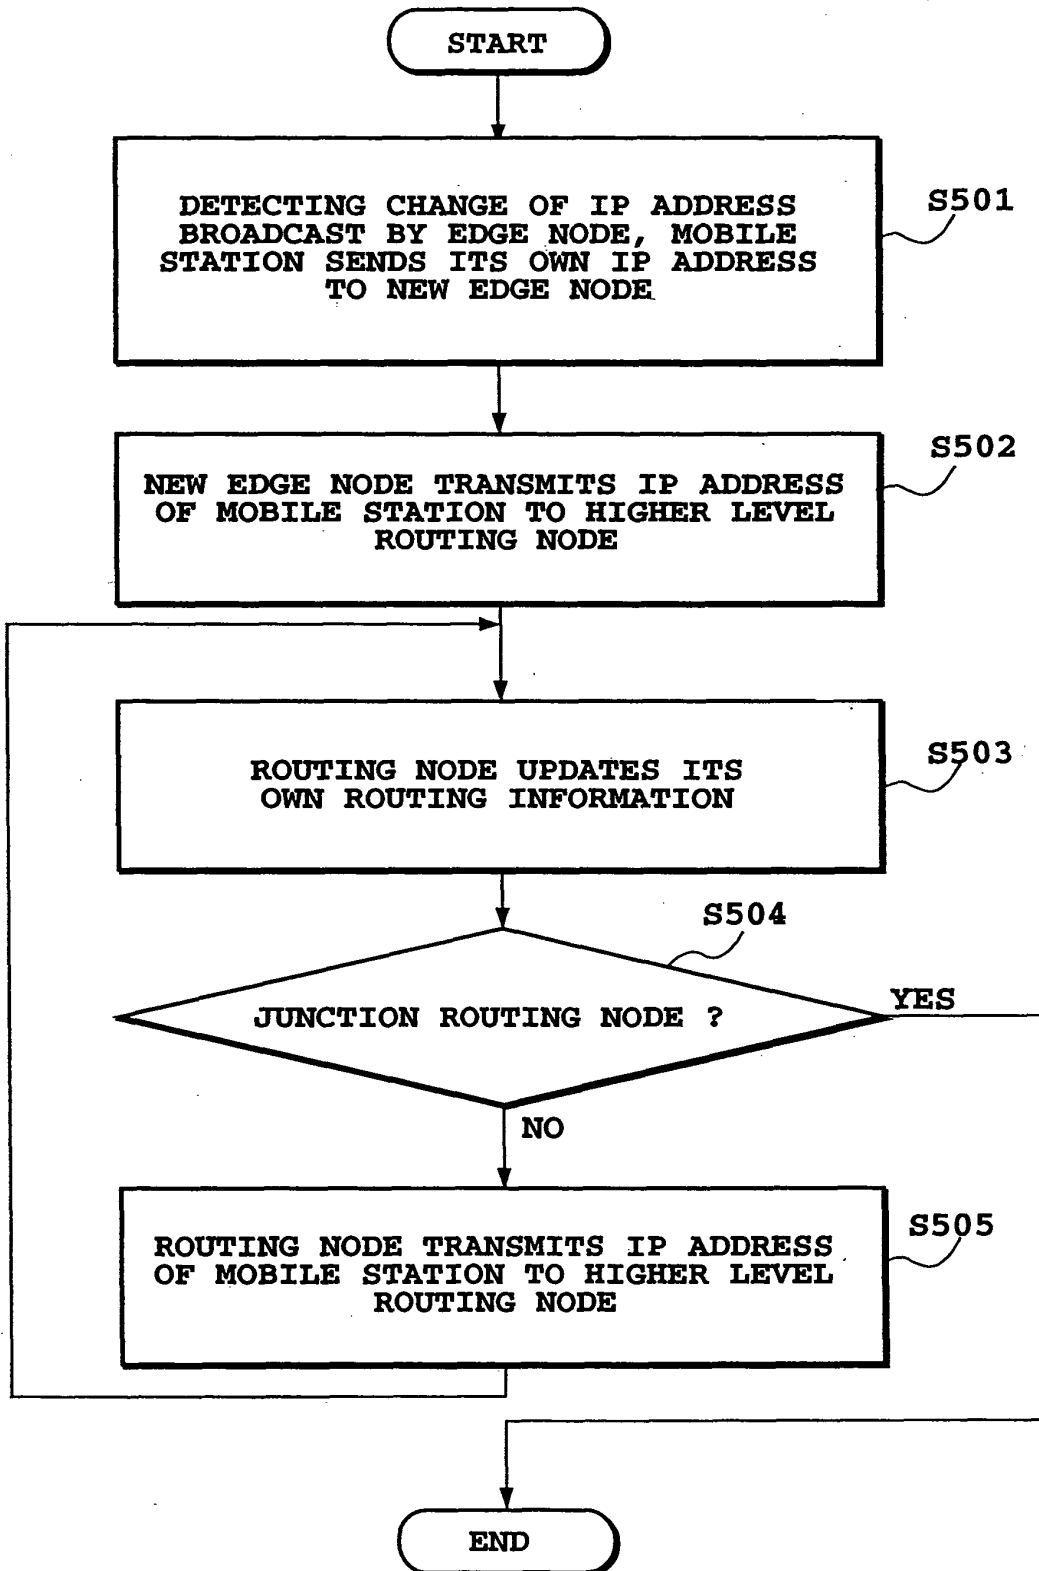 START
DETECTING CHANGE OF IP ADDRESS
BROADCAST BY EDGE NODE, MOBILE
STATION SENDS ITS OWN IP ADDRESS
TO NEW EDGE NODE
S501
NEW EDGE NODE TRANSMITS IP ADDRESS
OF MOBILE STATION TO HIGHER LEVEL
ROUTING NODE
S502
ROUTING NODE UPDATES ITS
OWN ROUTING INFORMATION
S503
S504
JUNCTION ROUTING NODE ?
YES
NO
ROUTING NODE TRANSMITS IP ADDRESS
OF MOBILE STATION TO HIGHER LEVEL
ROUTING NODE
S505
END